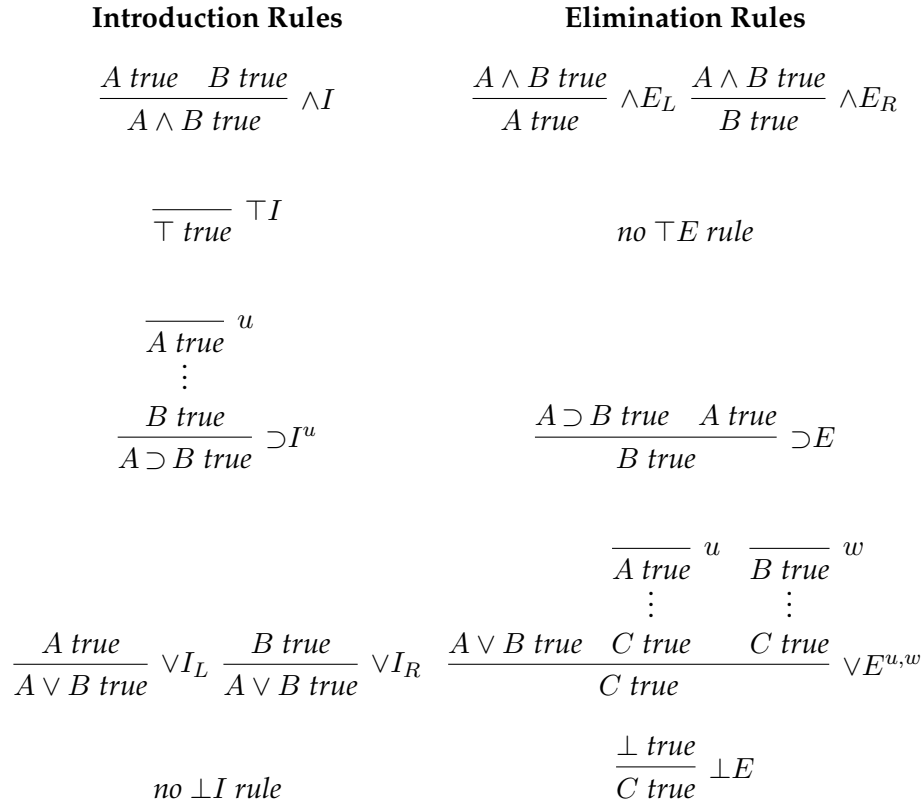 Introduction Rules Elimination Rules
A true B true
A ∧ B true ∧I
A ∧ B true
A true ∧E_L
A ∧ B true
B true ∧E_R
⊤ true ⊤I
no ⊤E rule
A true u
⋮
B true
A ⊃ B true ⊃I^u
A ⊃ B true A true
B true ⊃E
A true u B true w
⋮ ⋮
A true
A ∨ B true ∨I_L
B true
A ∨ B true ∨I_R
A ∨ B true C true C true
C true ∨E^{u,w}
no ⊥I rule
⊥ true
C true ⊥E